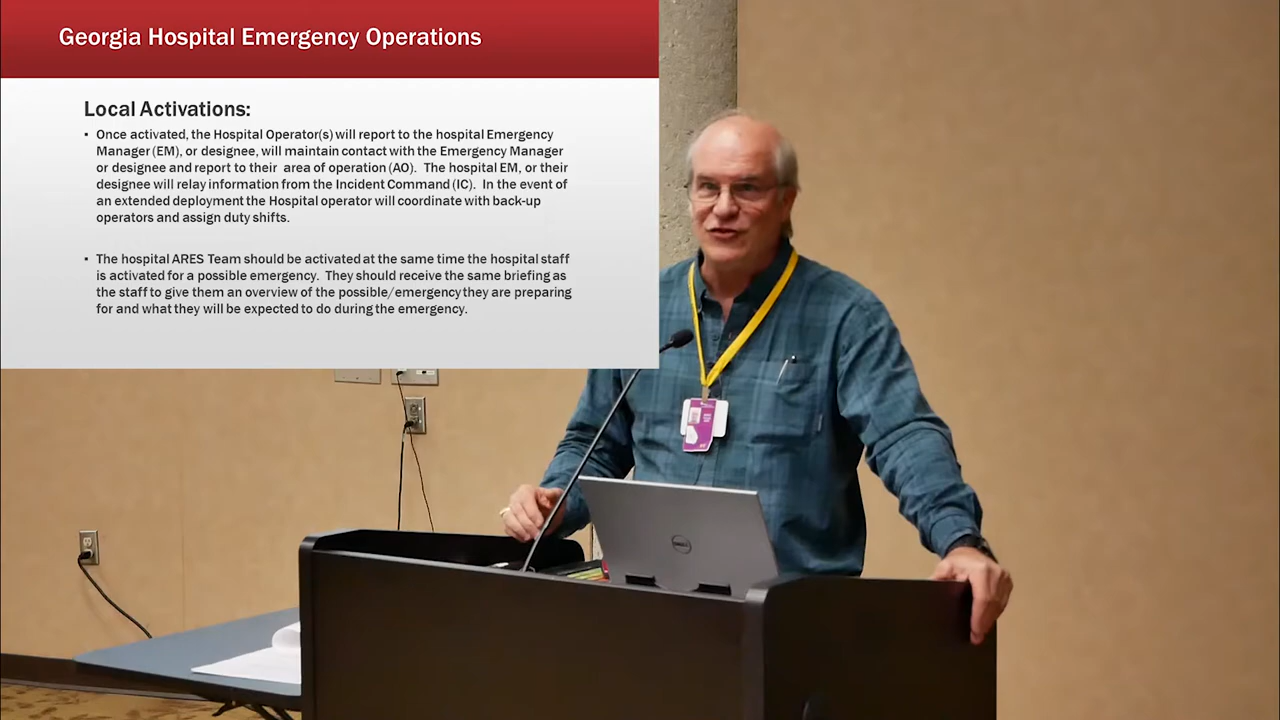 Georgia Hospital Emergency Operations
Local Activations:
• Once activated, the Hospital Operator(s) will report to the hospital Emergency
Manager (EM), or designee, will maintain contact with the Emergency Manager
or designee and report to their area of operation (AO). The hospital EM, or their
designee will relay information from the Incident Command (IC). In the event of
an extended deployment the Hospital operator will coordinate with back-up
operators and assign duty shifts.
• The hospital ARES Team should be activated at the same time the hospital staff
is activated for a possible emergency. They should receive the same briefing as
the staff to give them an overview of the possible/emergency they are preparing
for and what they will be expected to do during the emergency.
DELL